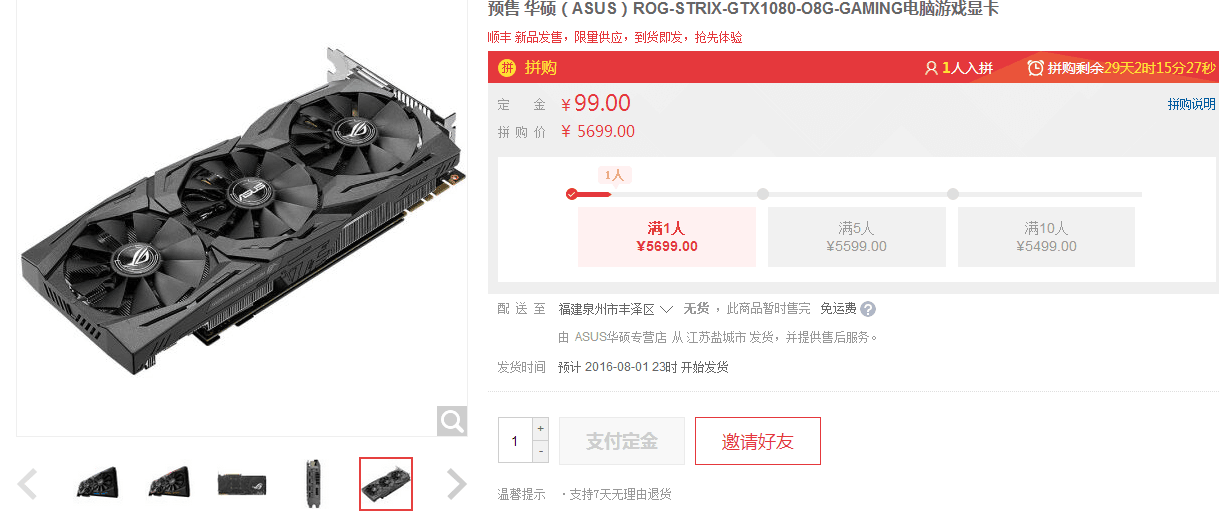 预售 华硕（ASUS）ROG-STRIX-GTX1080-O8G-GAMING电脑游戏显卡
顺丰 新品发售，限量供应，到货即发，抢先体验
拼 拼购 1人入拼 拼购剩余29天2时15分27秒
定 金 ￥99.00 拼购说明
拼 购 价 ￥ 5699.00
1人
满1人 满5人 满10人
¥5699.00 ¥5599.00 ¥5499.00
配 送 至 福建泉州市丰泽区 无货 ，此商品暂时售完 免运费 ?
由 ASUS华硕专营店 从 江苏盐城市 发货，并提供售后服务。
发货时间 预计 2016-08-01 23时 开始发货
ASUS
1 + - 支付定金 邀请好友
温馨提示 · 支持7天无理由退货